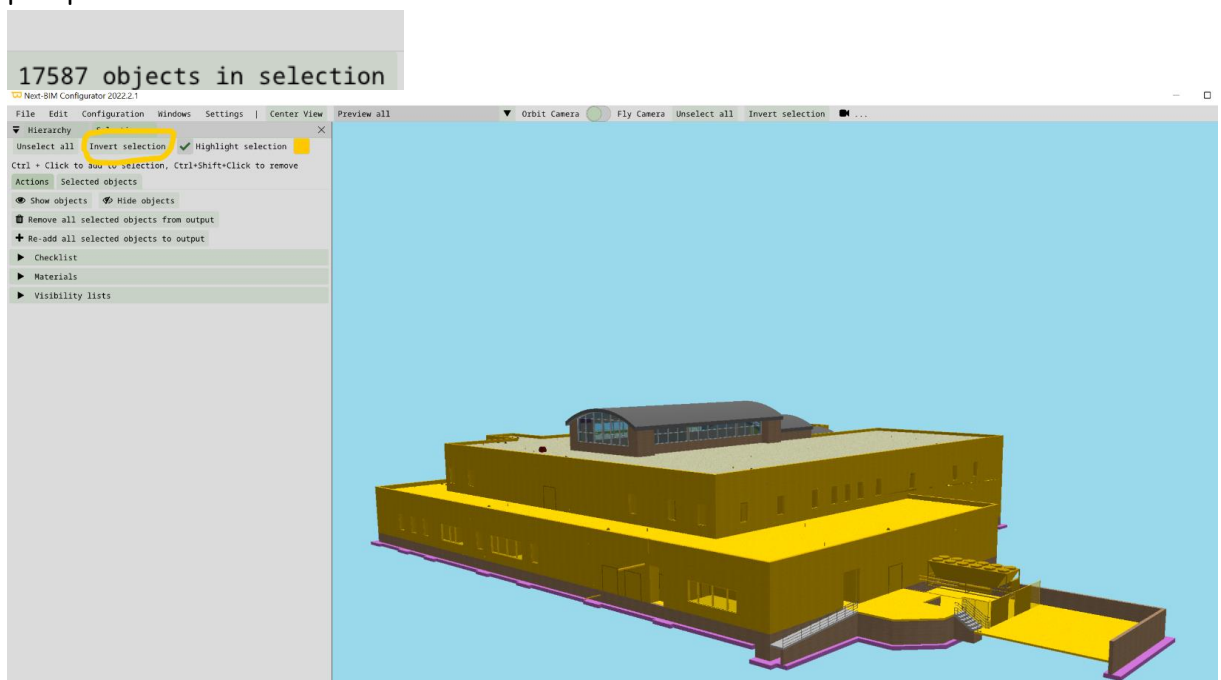 17587 objects in selection
Next-BIM Configurator 2022.2.1
File Edit Configuration Windows Settings | Center View Preview all ▼ Orbit Camera Fly Camera Unselect all Invert selection ...
▼ Hierarchy
Unselect all Invert selection ✔ Highlight selection
Ctrl + Click to add to selection, Ctrl+Shift+Click to remove
Actions Selected objects
Show objects Hide objects
Remove all selected objects from output
+ Re-add all selected objects to output
▶ Checklist
▶ Materials
▶ Visibility lists